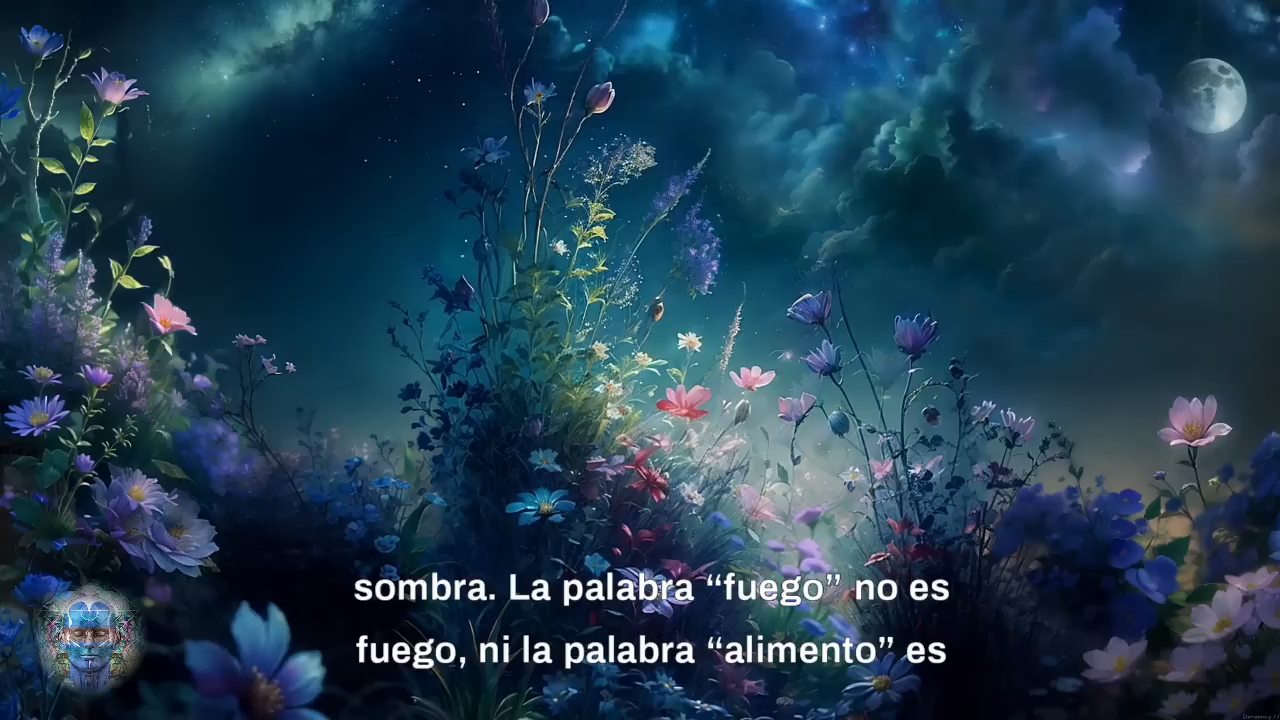 sombra. La palabra “fuego” no es
fuego, ni la palabra “alimento” es